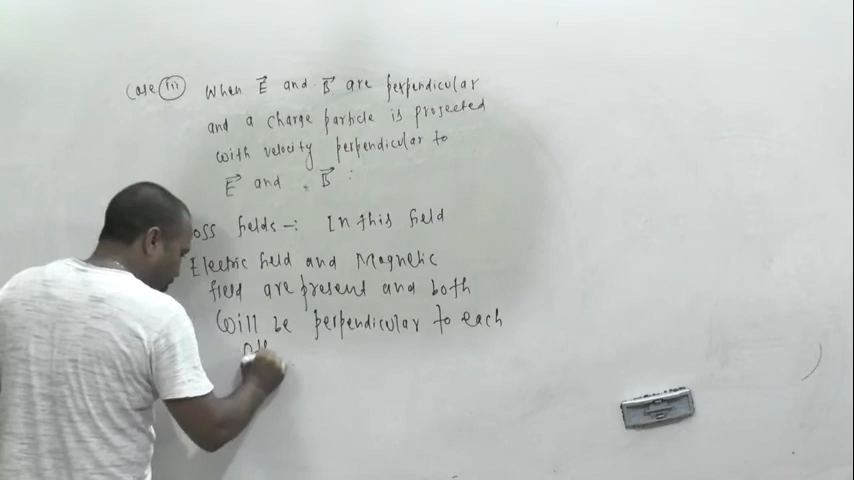 Case (iii) When E⃗ and B⃗ are perpendicular
and a charge particle is projected
with velocity perpendicular to
E⃗ and B⃗ :
oss fields -: In this field
Electric field and Magnetic
field are present and both
will be perpendicular to each